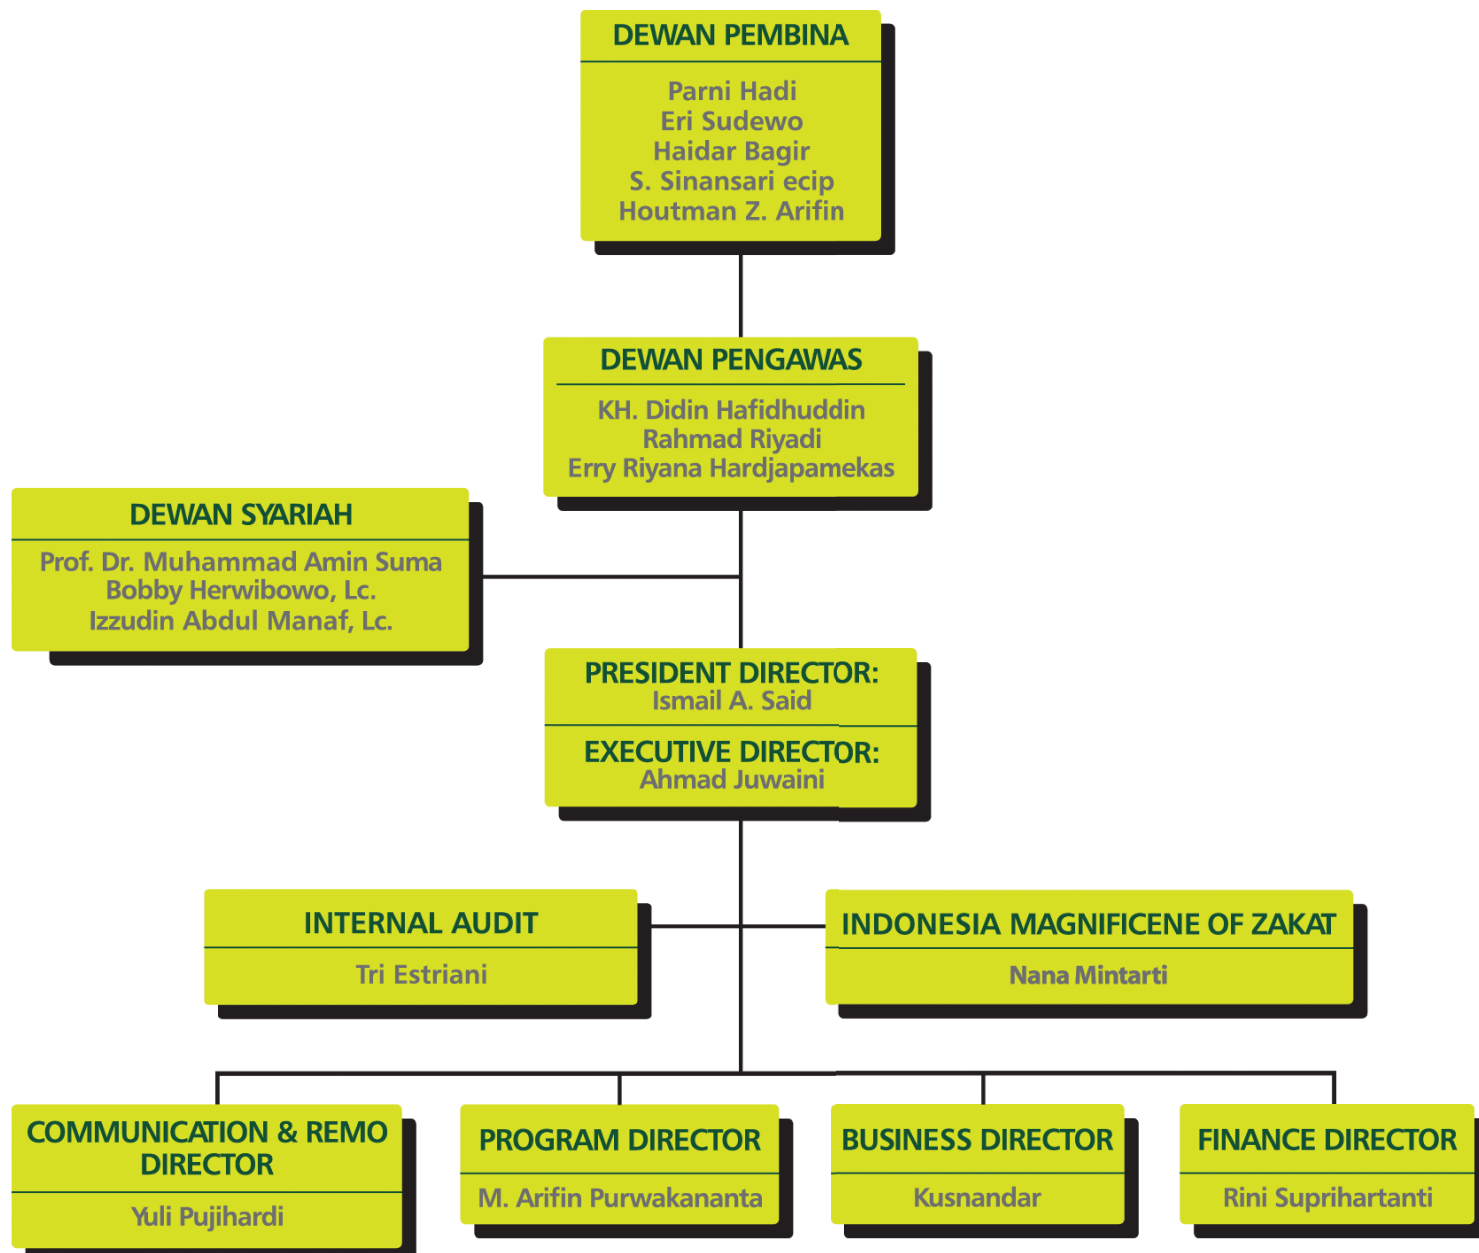 DEWAN PEMBINA
Parni Hadi
Eri Sudewo
Haidar Bagir
S. Sinansari ecip
Houtman Z. Arifin
DEWAN PENGAWAS
KH. Didin Hafidhuddin
Rahmad Riyadi
Erry Riyana Hardjapamekas
DEWAN SYARIAH
Prof. Dr. Muhammad Amin Suma
Bobby Herwibowo, Lc.
Izzudin Abdul Manaf, Lc.
PRESIDENT DIRECTOR:
Ismail A. Said
EXECUTIVE DIRECTOR:
Ahmad Juwaini
INTERNAL AUDIT
Tri Estriani
INDONESIA MAGNIFICENE OF ZAKAT
Nana Mintarti
COMMUNICATION & REMO
DIRECTOR
Yuli Pujihardi
PROGRAM DIRECTOR
M. Arifin Purwakananta
BUSINESS DIRECTOR
Kusnandar
FINANCE DIRECTOR
Rini Suprihartanti